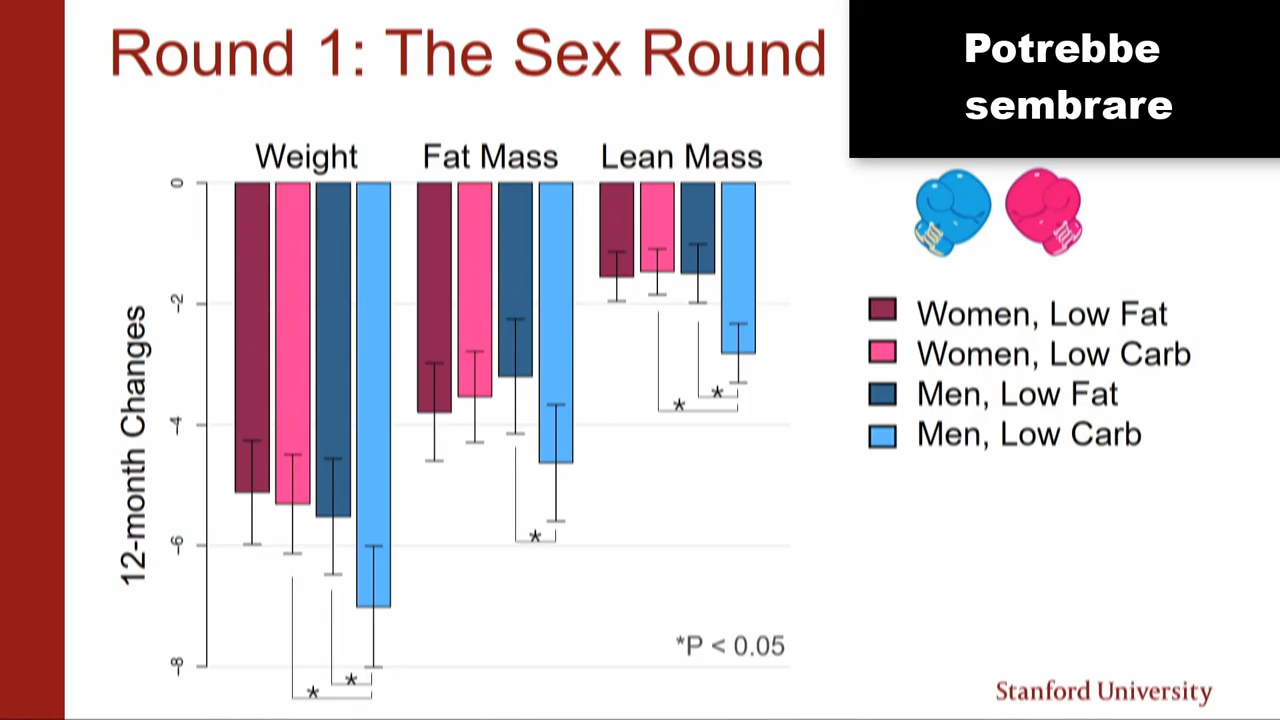 Round 1: The Sex Round
Potrebbe
sembrare
Weight
Fat Mass
Lean Mass
0
-2
-4
-6
-8
12-month Changes
*
*
*
*
*
*P < 0.05
Women, Low Fat
Women, Low Carb
Men, Low Fat
Men, Low Carb
Stanford University